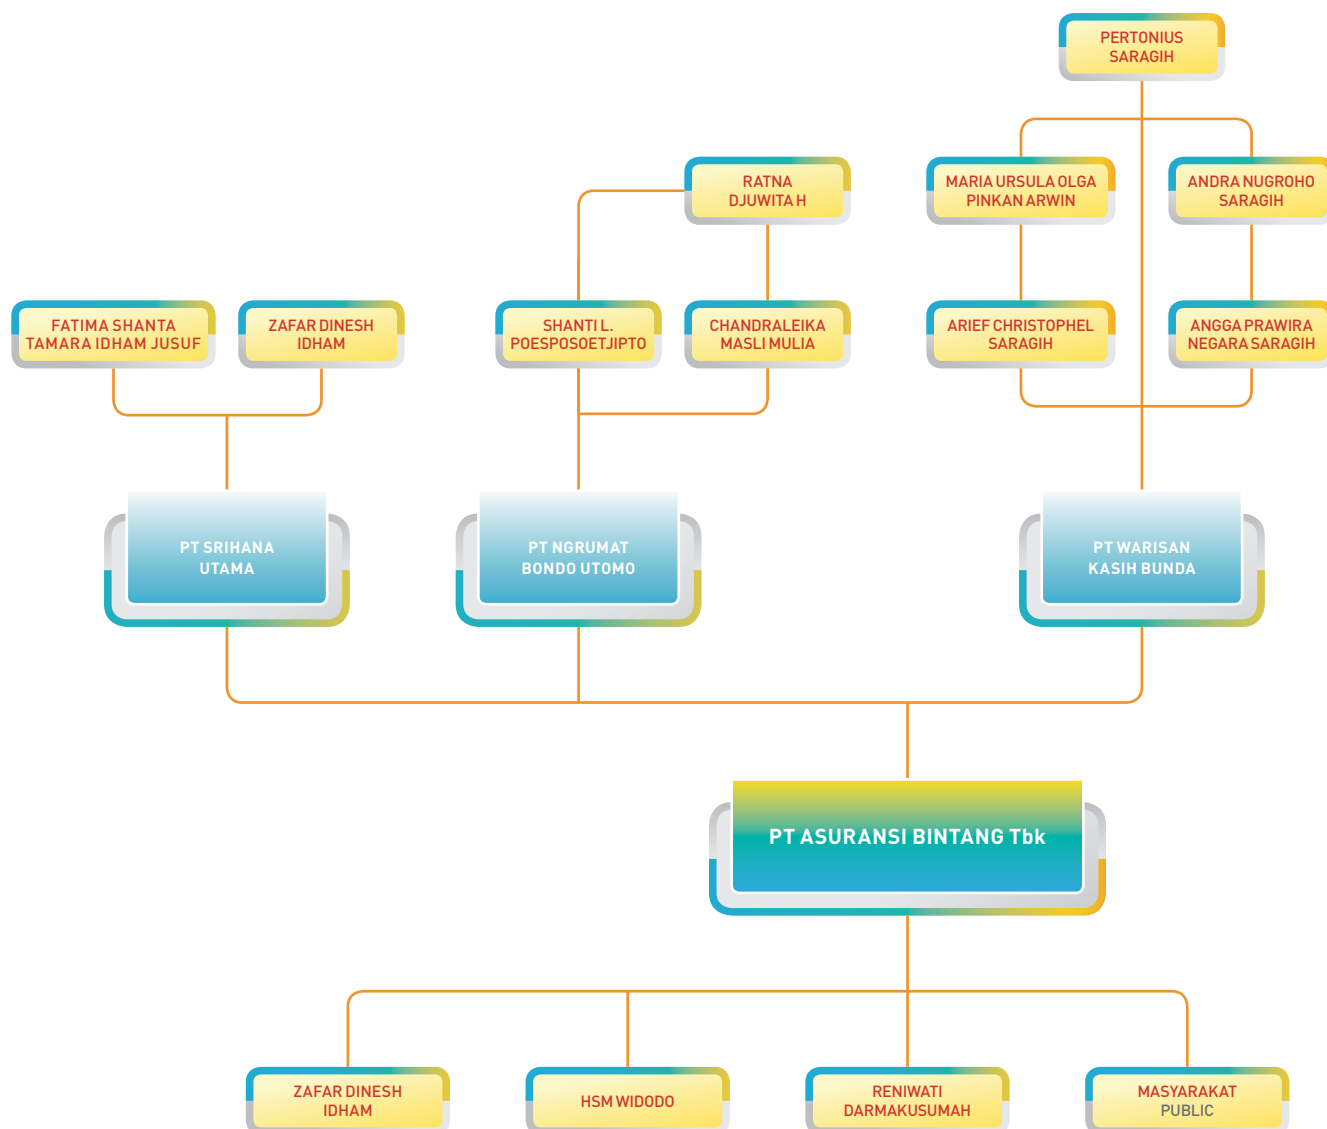 PERTONIUS
SARAGIH
RATNA
DJUWITA H
MARIA URSULA OLGA
PINKAN ARWIN
ANDRA NUGROHO
SARAGIH
FATIMA SHANTA
TAMARA IDHAM JUSUF
ZAFAR DINESH
IDHAM
SHANTI L.
POESPOSOETJIPTO
CHANDRALEIKA
MASLI MULIA
ARIEF CHRISTOPHEL
SARAGIH
ANGGA PRAWIRA
NEGARA SARAGIH
PT SRIHANA
UTAMA
PT NGRUMAT
BONDO UTOMO
PT WARISAN
KASIH BUNDA
PT ASURANSI BINTANG Tbk
ZAFAR DINESH
IDHAM
HSM WIDODO
RENIWATI
DARMAKUSUMAH
MASYARAKAT
PUBLIC